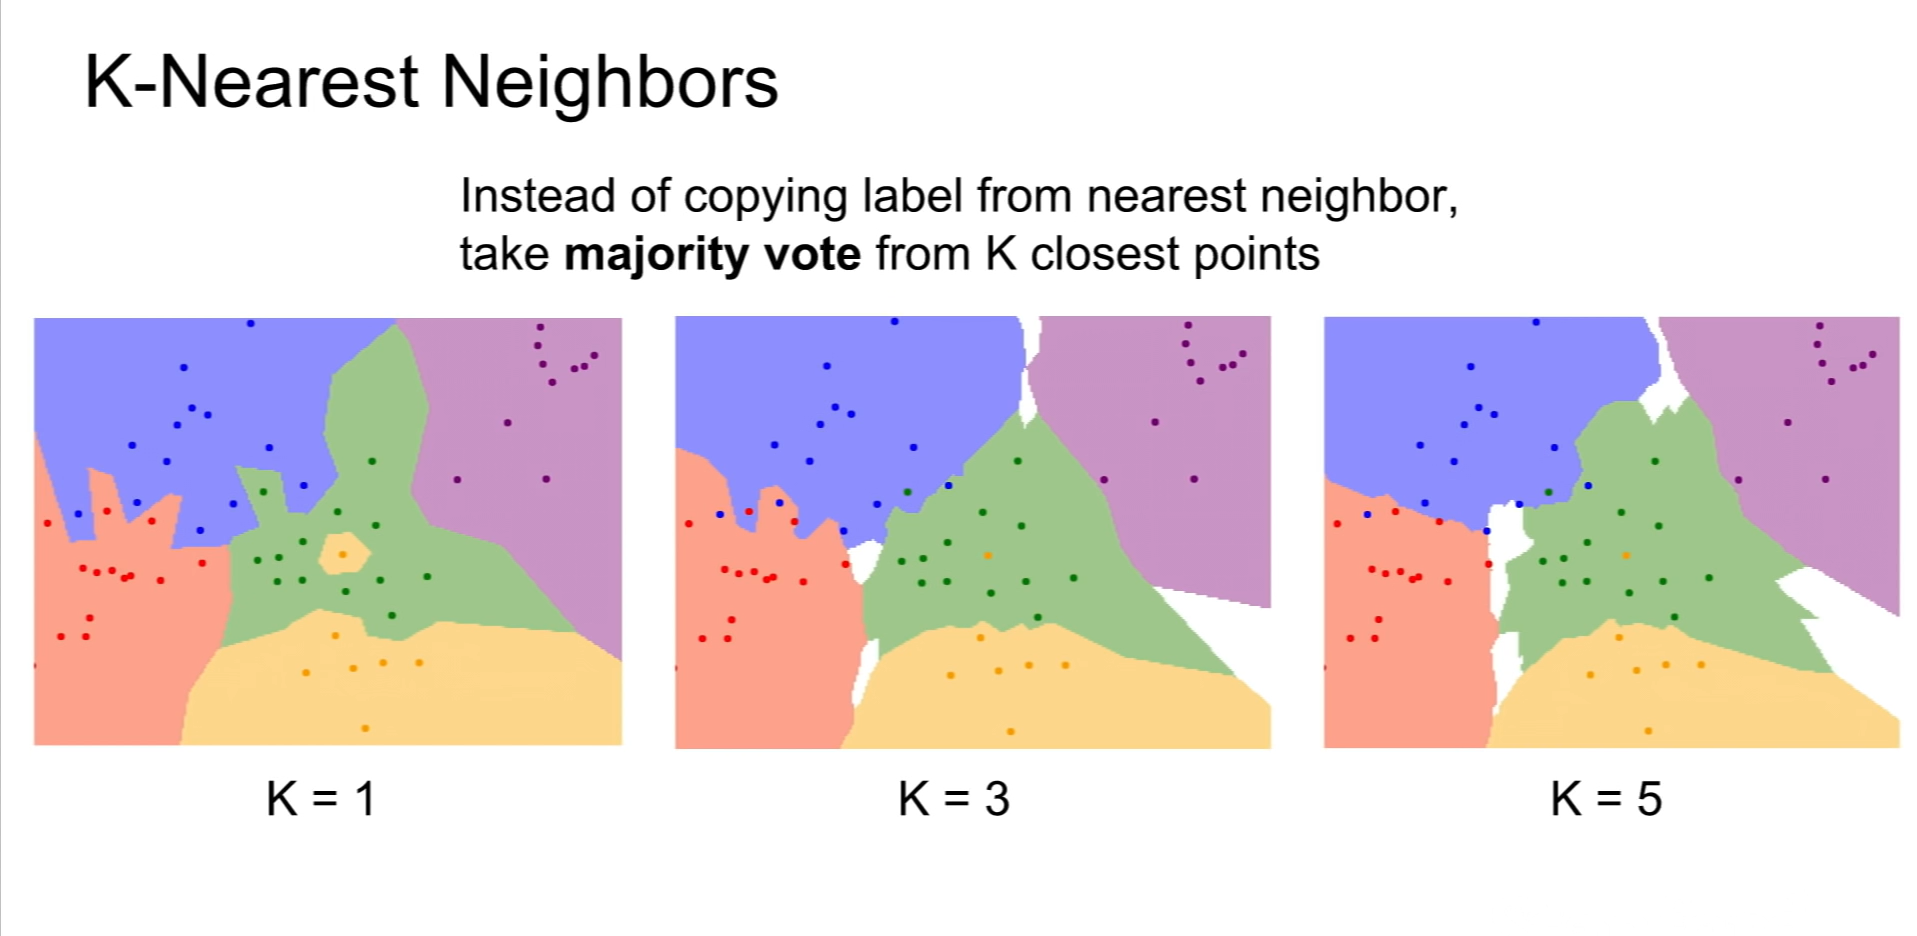 K-Nearest Neighbors
Instead of copying label from nearest neighbor,
take majority vote from K closest points
K = 1
K = 3
K = 5